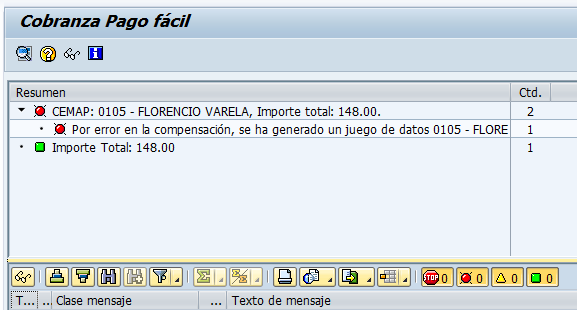 Cobranza Pago fácil
Resumen Ctd.
CEMAP: 0105 - FLORENCIO VARELA, Importe total: 148.00. 2
Por error en la compensación, se ha generado un juego de datos 0105 - FLORE 1
Importe Total: 148.00 1
STOP 0 0 0 0
T... .. Clase mensaje ... Texto de mensaje